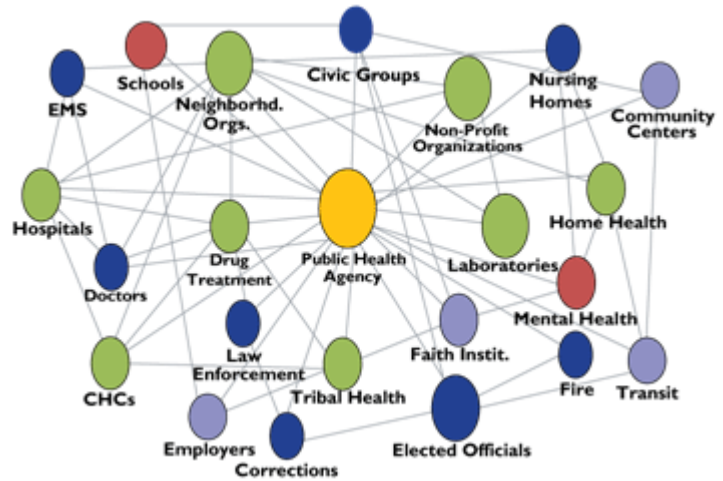 Schools
Civic Groups
EMS
Neighborhd.
Orgs.
Nursing
Homes
Community
Centers
Non-Profit
Organizations
Hospitals
Home Health
Drug
Treatment
Public Health
Agency
Laboratories
Doctors
Mental Health
Law
Enforcement
Faith Instit.
CHCs
Tribal Health
Fire
Transit
Employers
Elected Officials
Corrections